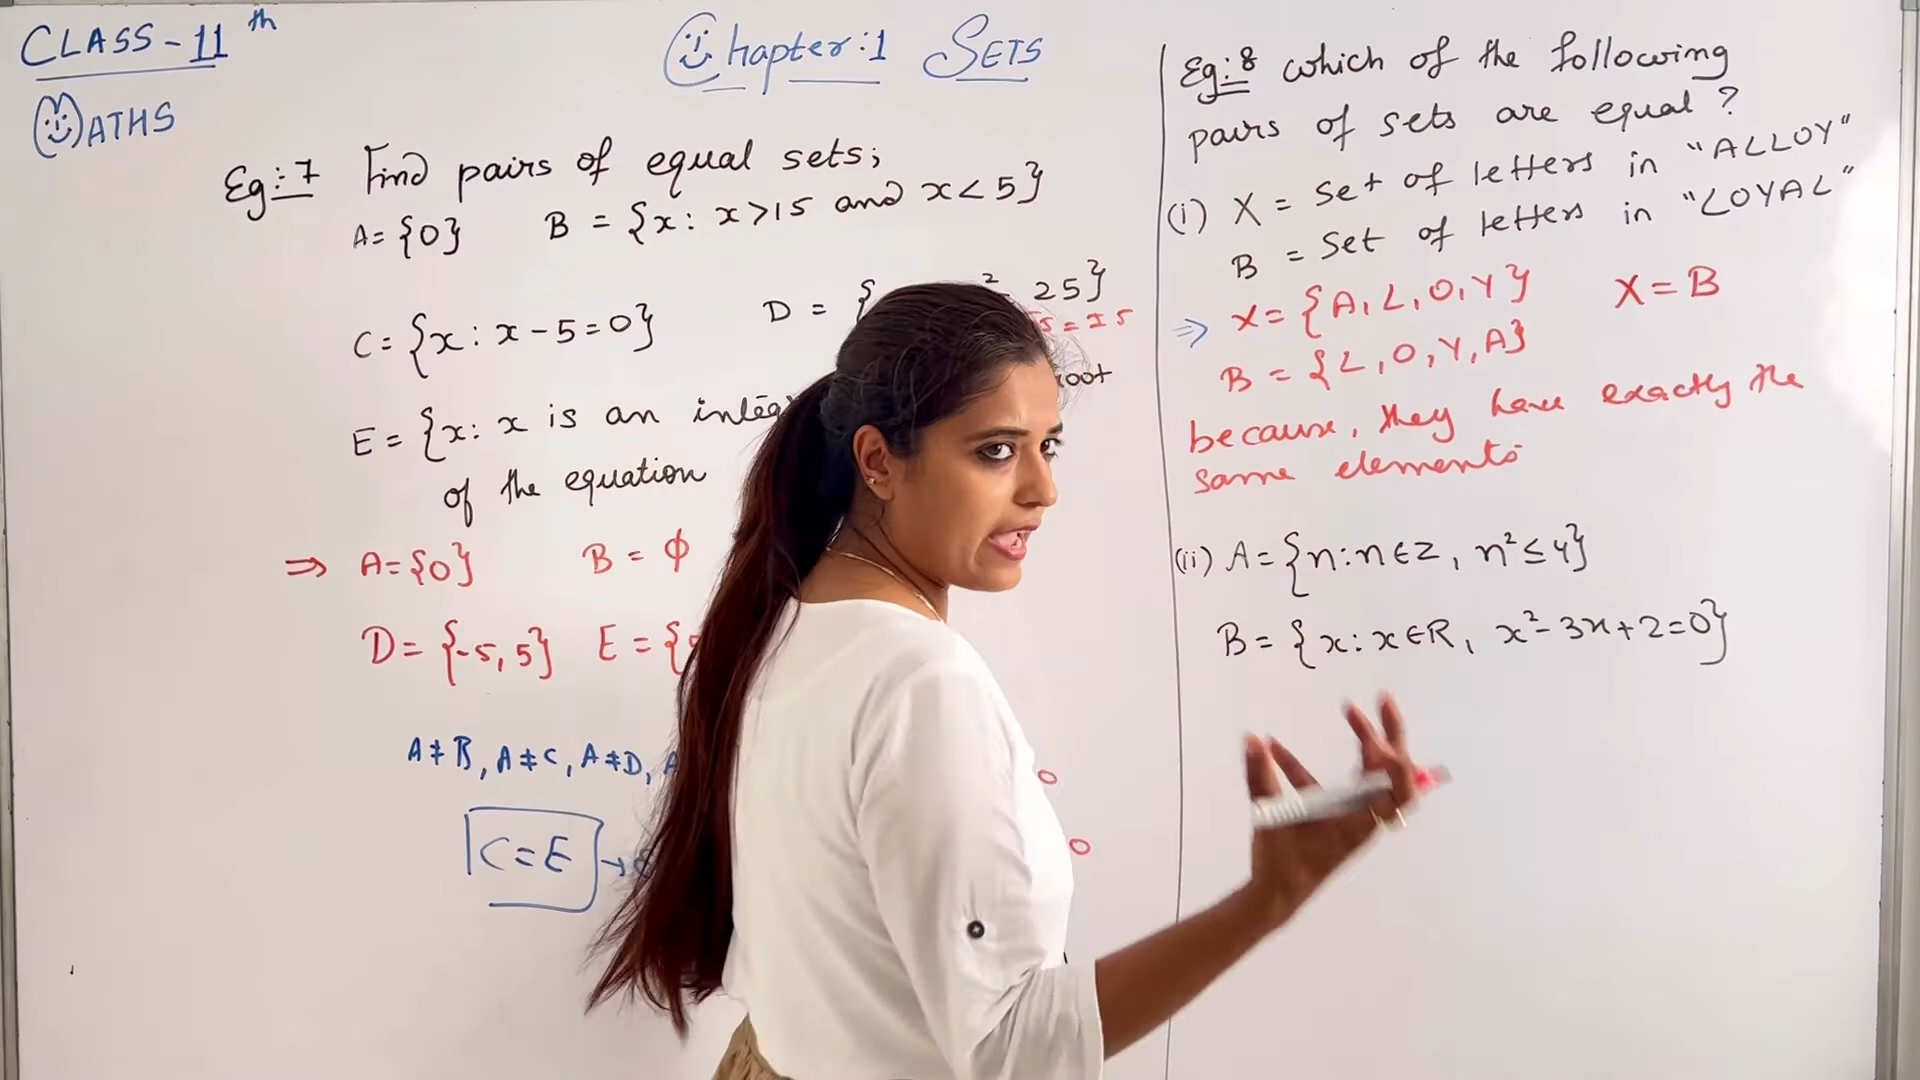 CLASS-11th
MATHS
Chapter:1 SETS
Eg:-7 Find pairs of equal sets;
A={0} B = {x: x>15 and x<5}
C={x: x-5=0} D = { 2 25}
E={x: x is an root
of the equation
⇒ A={0} B = ϕ
D={-5,5} E={
A≠B, A≠C, A≠D, A
C=E →
Eg:8 which of the following
pairs of sets are equal?
(i) X = Set of letters in "ALLOY"
B = Set of letters in "LOYAL"
⇒ X={A, L, O, Y} X=B
B={L, O, Y, A}
because, they have exactly the
same elements
(ii) A={n:n∈Z, n²≤4}
B={x:x∈R, x²-3x+2=0}